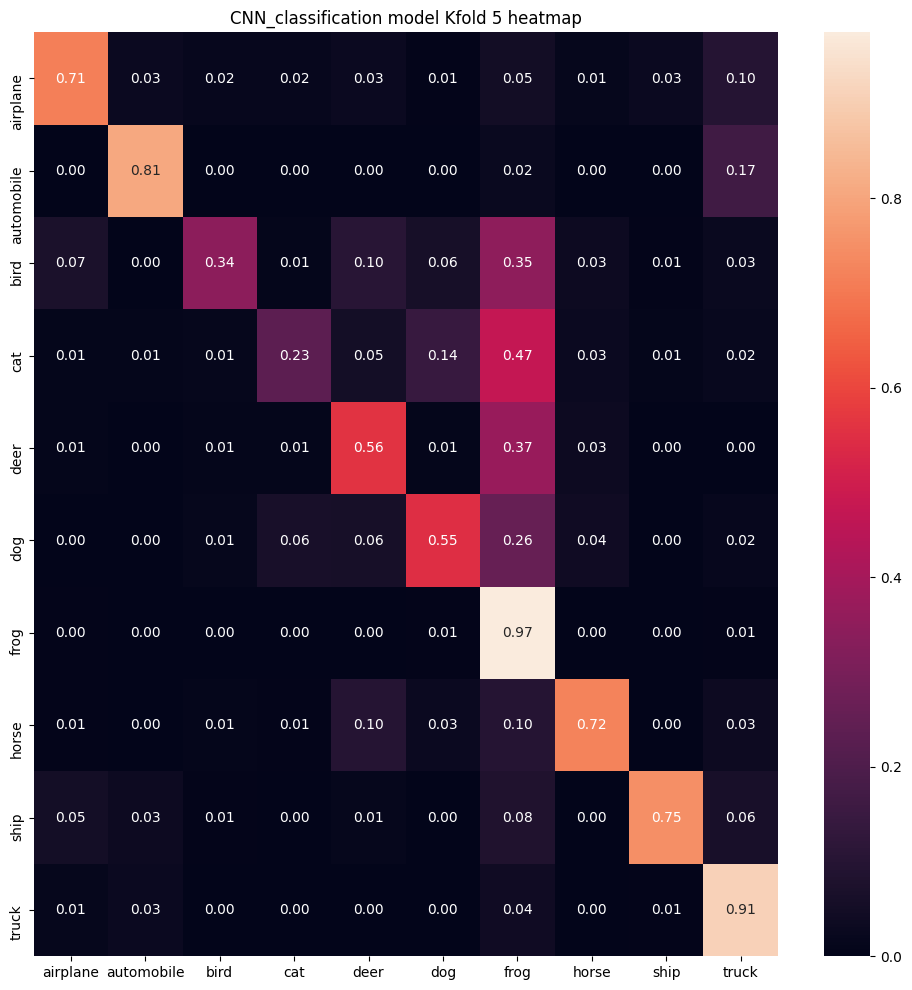 CNN_classification model Kfold 5 heatmap
airplane 0.71 0.03 0.02 0.02 0.03 0.01 0.05 0.01 0.03 0.10
automobile 0.00 0.81 0.00 0.00 0.00 0.00 0.02 0.00 0.00 0.17
bird 0.07 0.00 0.34 0.01 0.10 0.06 0.35 0.03 0.01 0.03
cat 0.01 0.01 0.01 0.23 0.05 0.14 0.47 0.03 0.01 0.02
deer 0.01 0.00 0.01 0.01 0.56 0.01 0.37 0.03 0.00 0.00
dog 0.00 0.00 0.01 0.06 0.06 0.55 0.26 0.04 0.00 0.02
frog 0.00 0.00 0.00 0.00 0.00 0.01 0.97 0.00 0.00 0.01
horse 0.01 0.00 0.01 0.01 0.10 0.03 0.10 0.72 0.00 0.03
ship 0.05 0.03 0.01 0.00 0.01 0.00 0.08 0.00 0.75 0.06
truck 0.01 0.03 0.00 0.00 0.00 0.00 0.04 0.00 0.01 0.91
airplane automobile bird cat deer dog frog horse ship truck
0.8
0.6
0.4
0.2
0.0